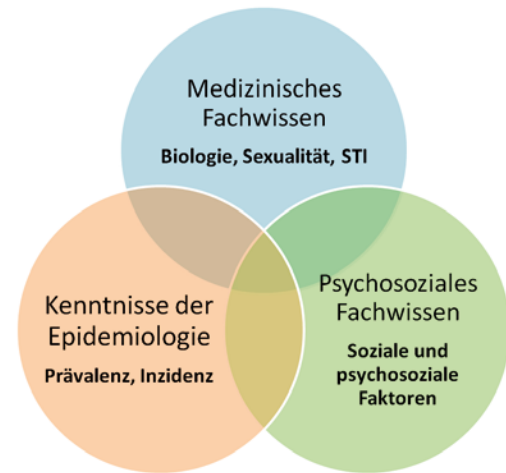 Medizinisches
Fachwissen
Biologie, Sexualität, STI
Kenntnisse der
Epidemiologie
Prävalenz, Inzidenz
Psychosoziales
Fachwissen
Soziale und
psychosoziale
Faktoren